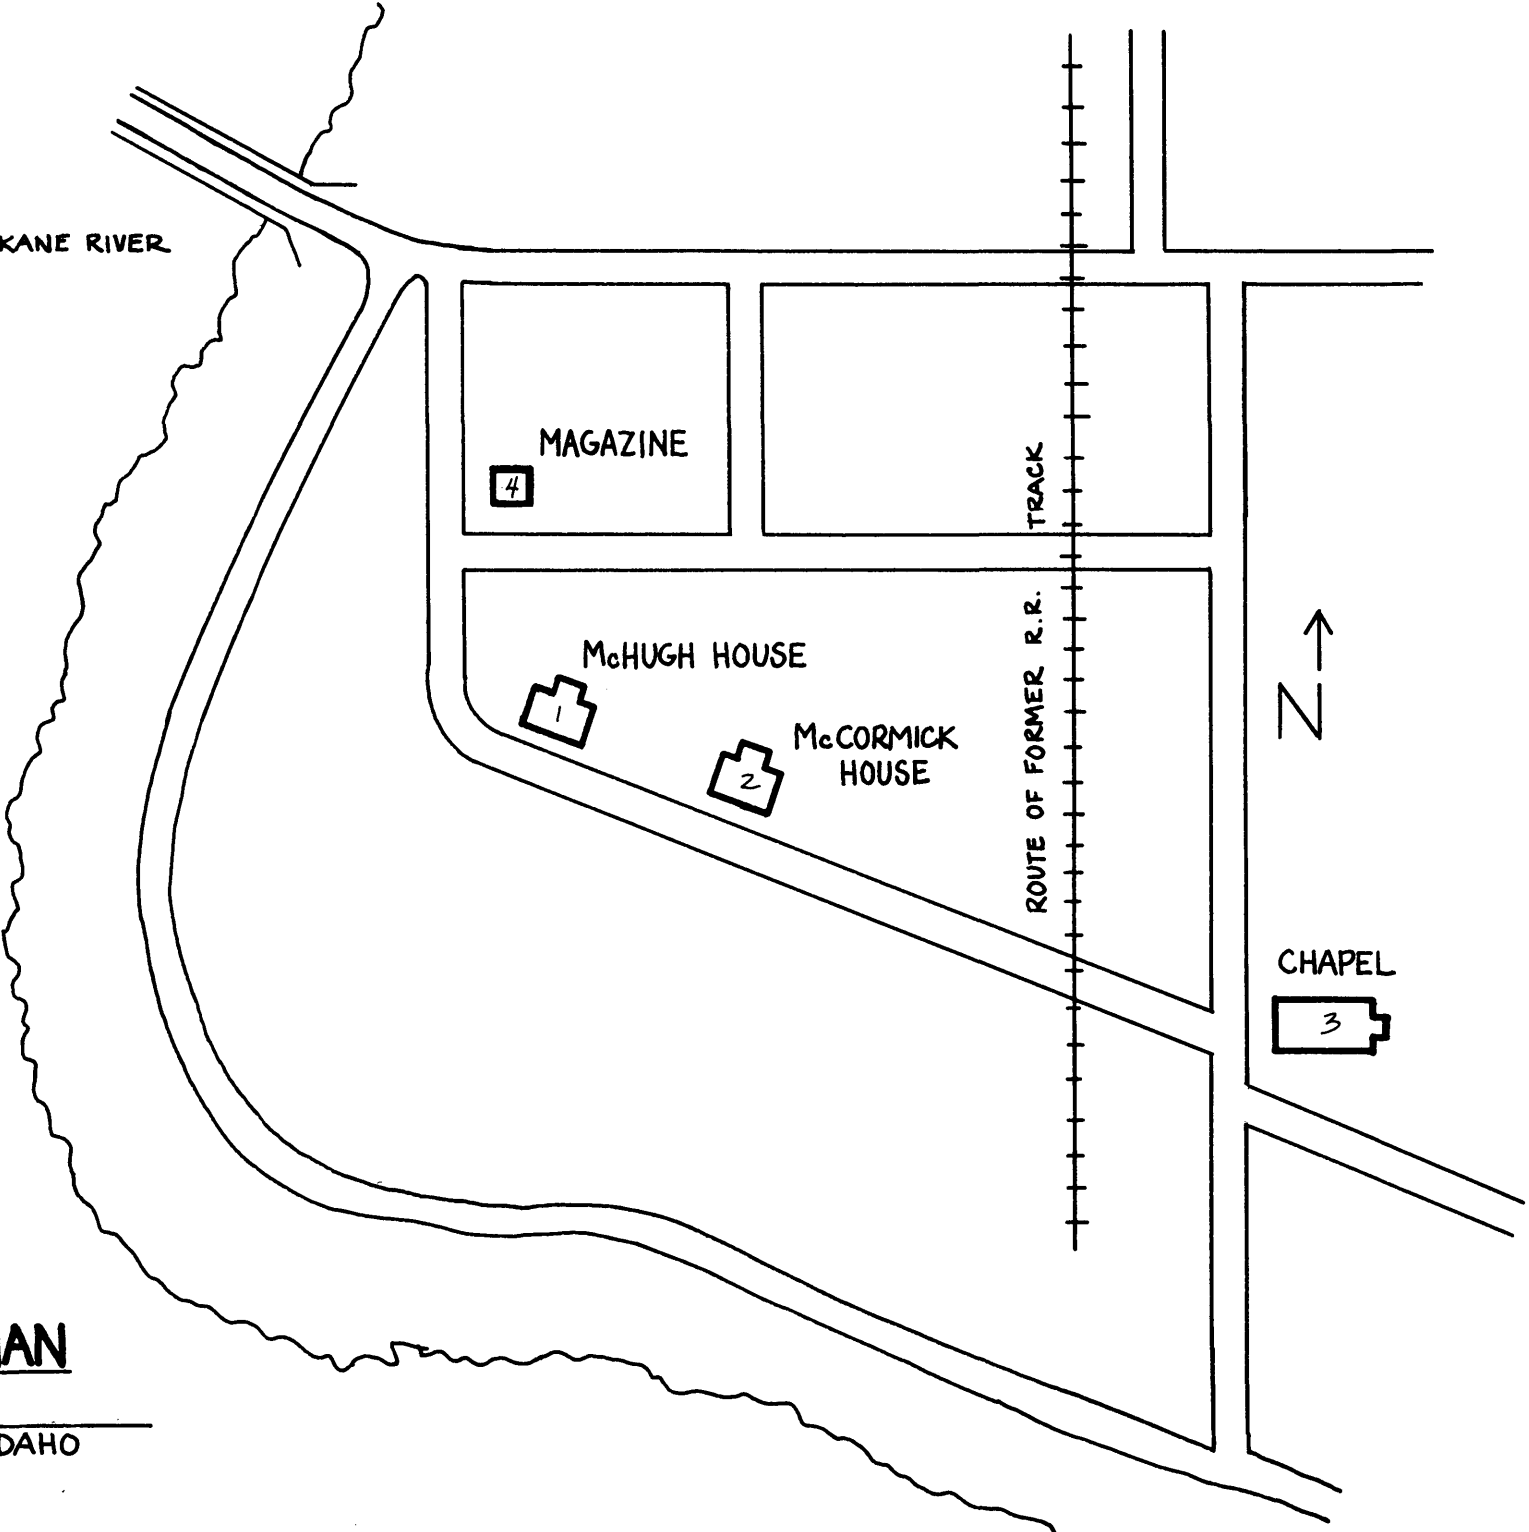 KANE RIVER
MAGAZINE
4
TRACK
McHUGH HOUSE
1
McCORMICK
HOUSE
2
ROUTE OF FORMER R.R.
N
CHAPEL
3
AN
DAHO